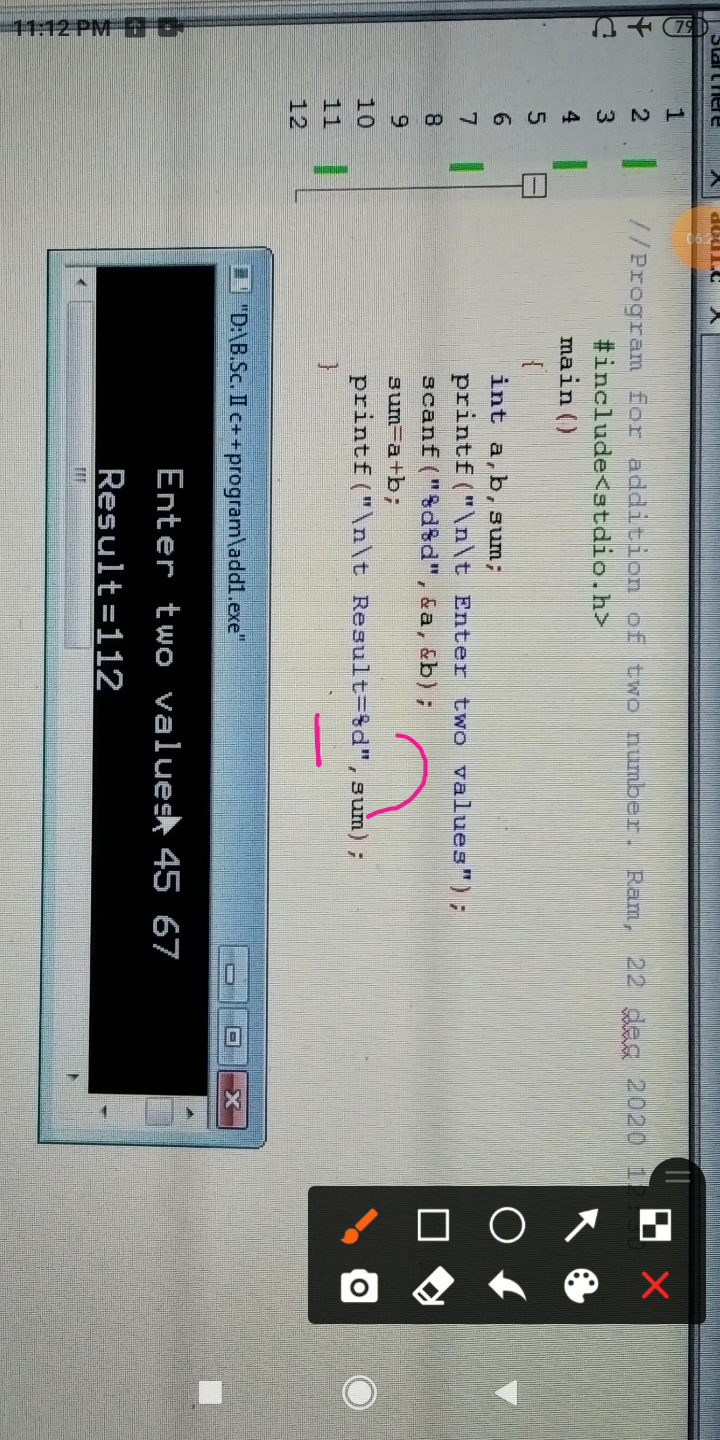 11:12 PM
79
Start here
1
2 //Program for addition of two number. Ram, 22 dec 2020
3 #include<stdio.h>
4 main()
5 {
6 int a,b,sum;
7 printf("\n\t Enter two values");
8 scanf("%d%d",&a,&b);
9 sum=a+b;
10 printf("\n\t Result=%d",sum);
11 }
12
"D:\B.Sc. II c++ program\add1.exe"
Enter two values 45 67
Result=112